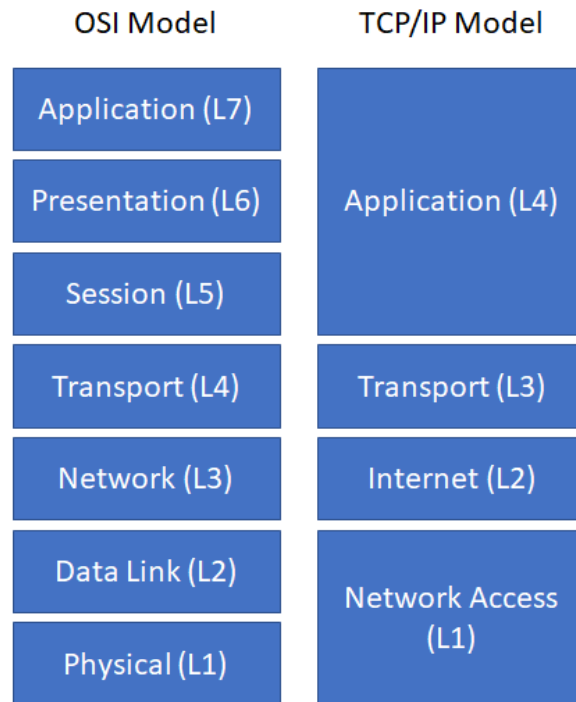 OSI Model
TCP/IP Model
Application (L7)
Presentation (L6)
Session (L5)
Transport (L4)
Network (L3)
Data Link (L2)
Physical (L1)
Application (L4)
Transport (L3)
Internet (L2)
Network Access
(L1)